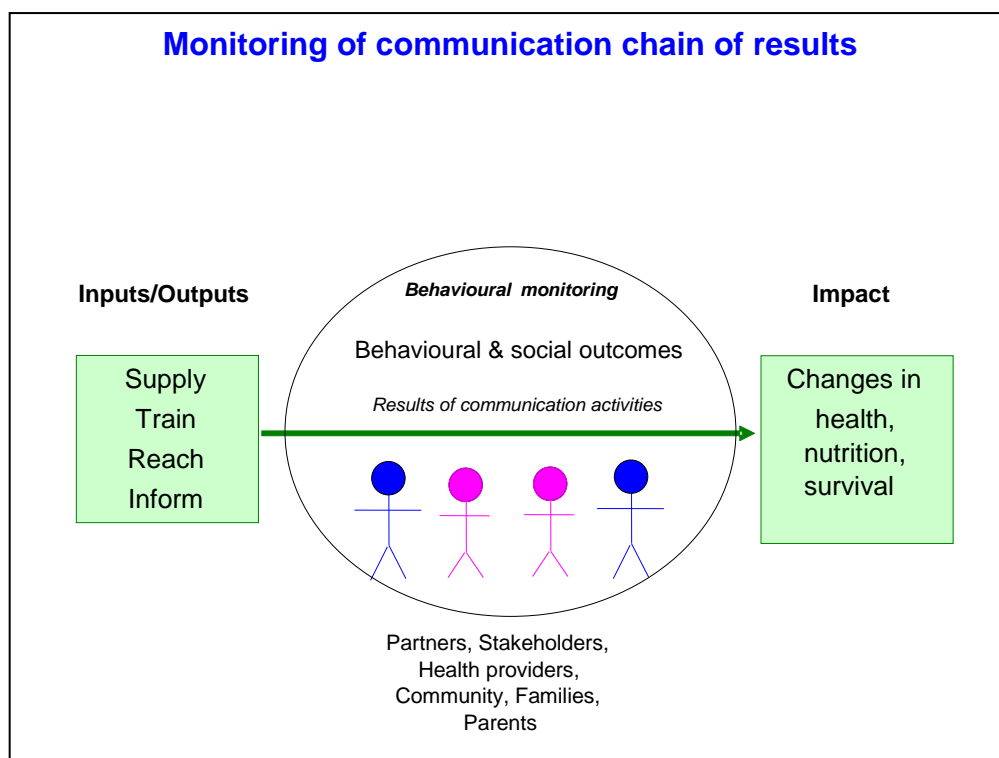 Monitoring of communication chain of results
Inputs/Outputs
Supply
Train
Reach
Inform
Behavioural monitoring
Behavioural & social outcomes
Results of communication activities
Partners, Stakeholders,
Health providers,
Community, Families,
Parents
Impact
Changes in
health,
nutrition,
survival